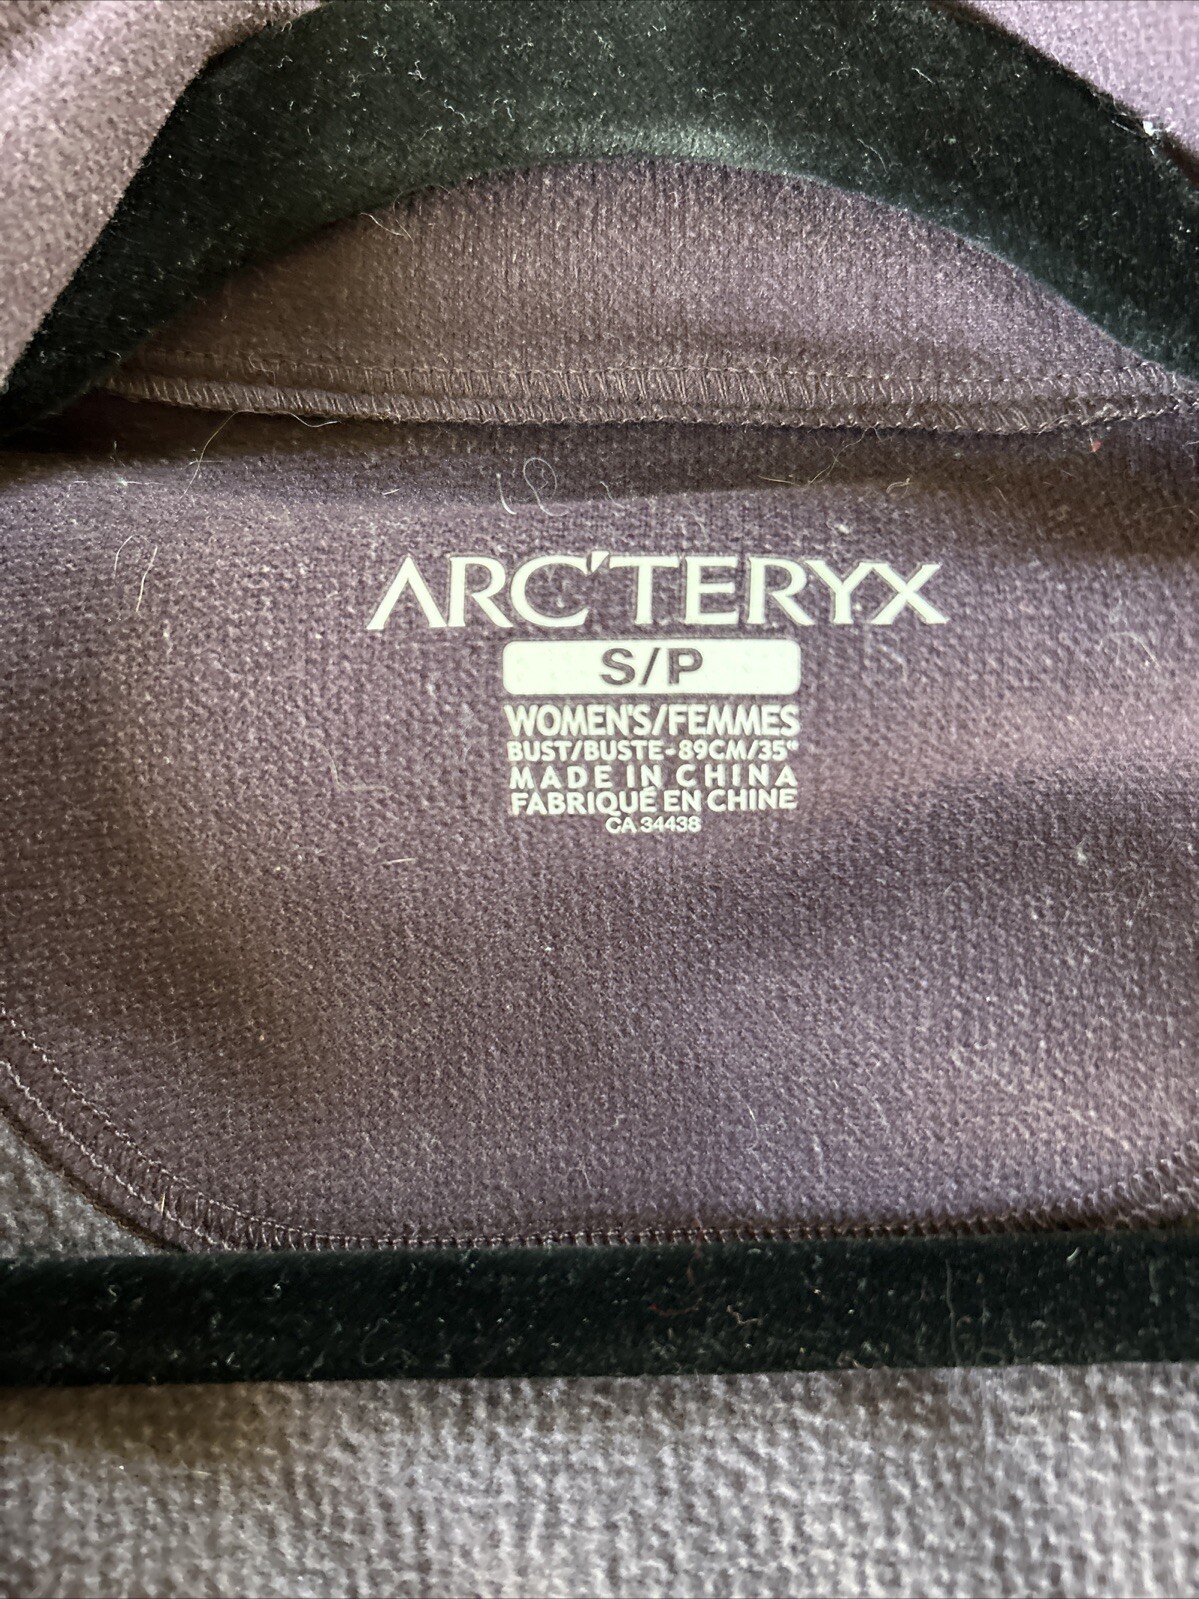 ARC'TERYX
S/P
WOMEN'S/FEMMES
BUST/BUSTE-89CM/35"
MADE IN CHINA
FABRIQUÉ EN CHINE
CA 34438